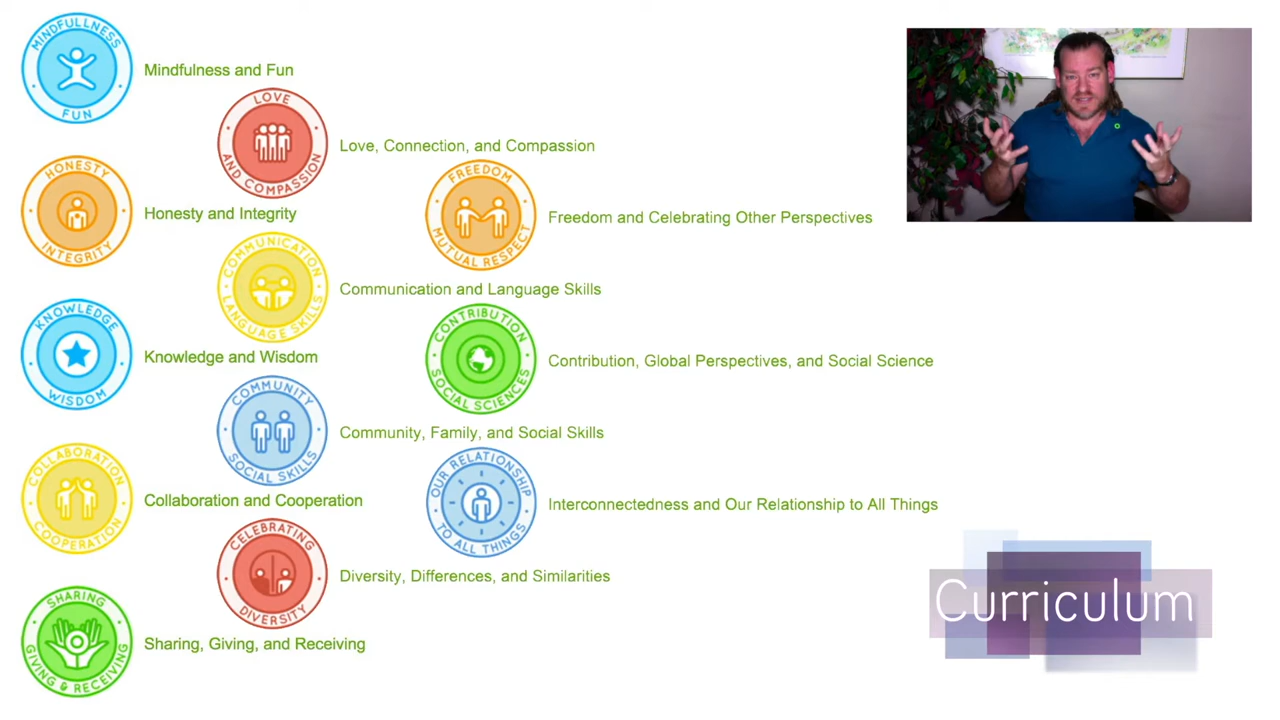 MINDFULLNESS
FUN
Mindfulness and Fun
LOVE
AND COMPASSION
Love, Connection, and Compassion
HONESTY
INTEGRITY
Honesty and Integrity
FREEDOM
MUTUAL RESPECT
Freedom and Celebrating Other Perspectives
COMMUNICATION
LANGUAGE SKILLS
Communication and Language Skills
KNOWLEDGE
WISDOM
Knowledge and Wisdom
CONTRIBUTION
SOCIAL SCIENCES
Contribution, Global Perspectives, and Social Science
COMMUNITY
SOCIAL SKILLS
Community, Family, and Social Skills
COLLABORATION
COOPERATION
Collaboration and Cooperation
OUR RELATIONSHIP
TO ALL THINGS
Interconnectedness and Our Relationship to All Things
CELEBRATING
DIVERSITY
Diversity, Differences, and Similarities
SHARING
GIVING & RECEIVING
Sharing, Giving, and Receiving
Curriculum